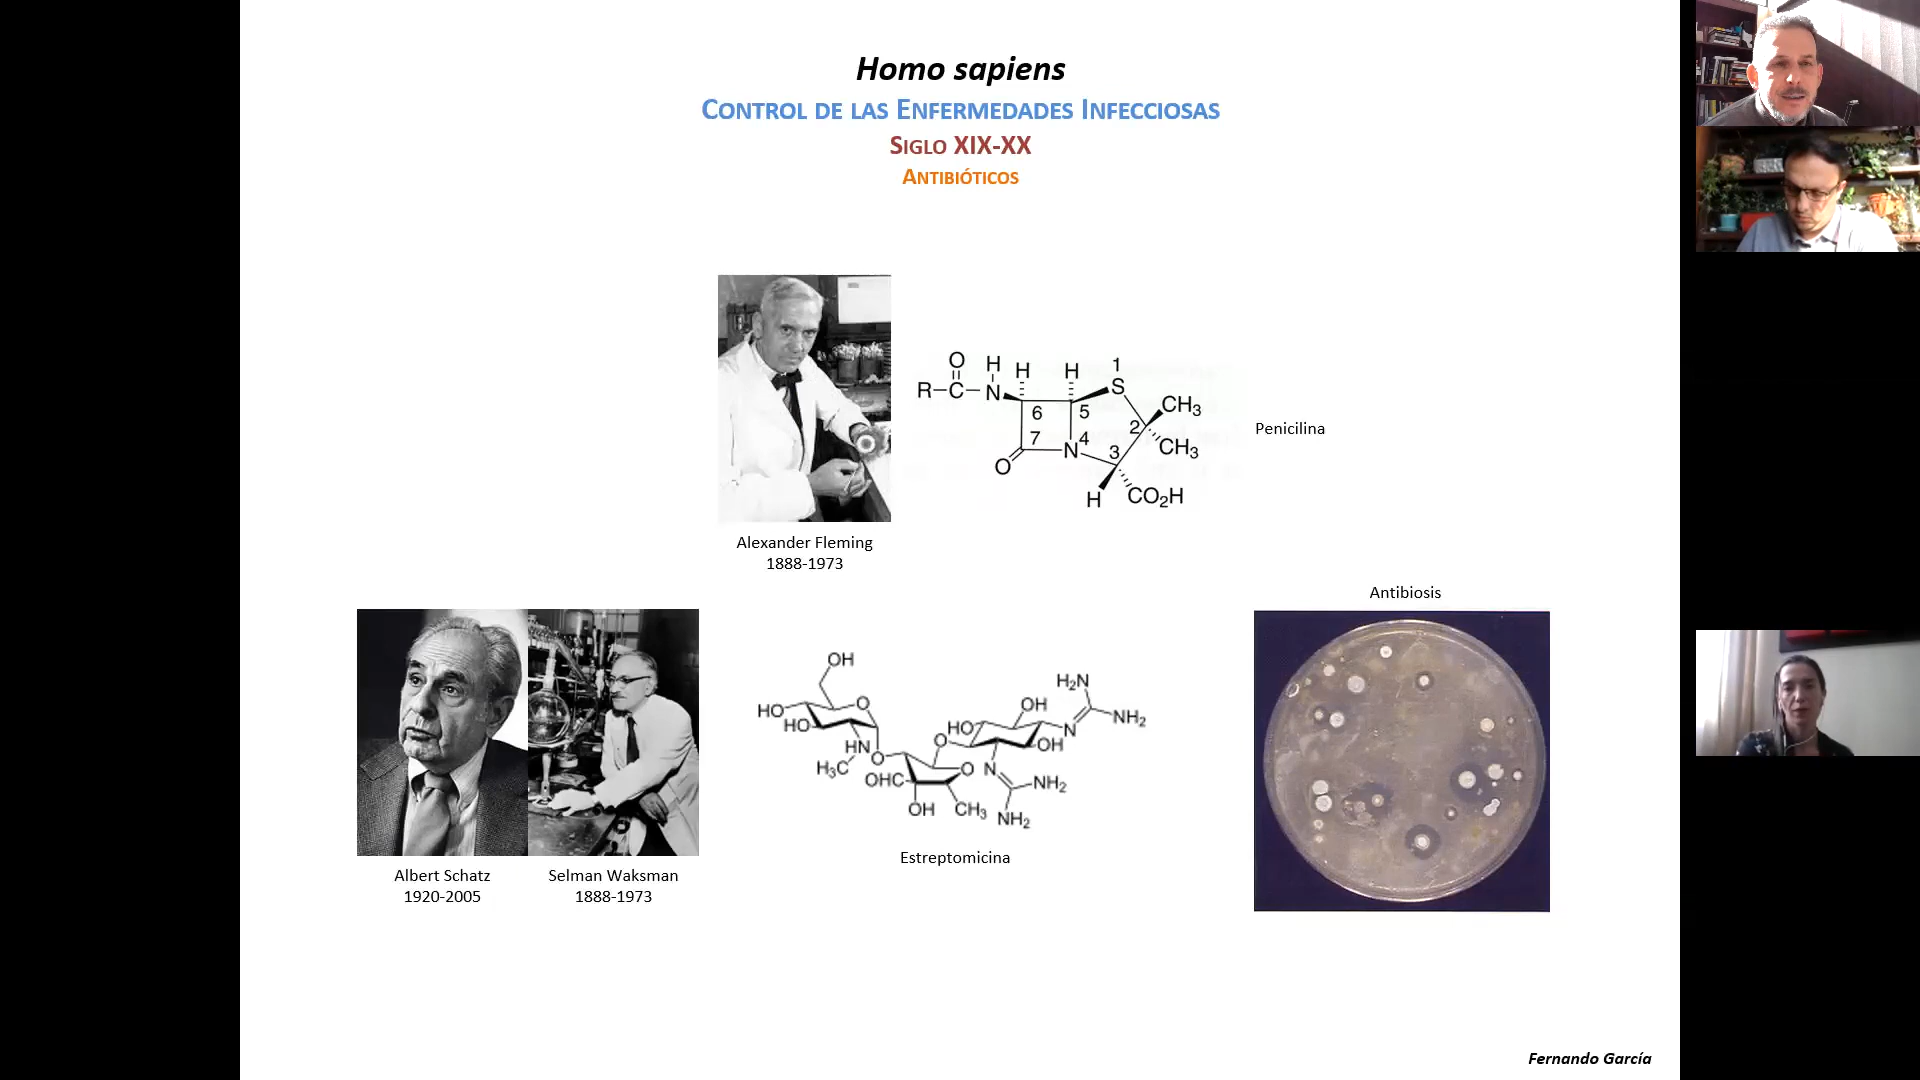 Homo sapiens
CONTROL DE LAS ENFERMEDADES INFECCIOSAS
SIGLO XIX-XX
ANTIBIÓTICOS
O H H H 1
R-C-N 6 5 S
7 4 2 CH3
O N 3 CH3
H CO2H
Penicilina
Alexander Fleming
1888-1973
Albert Schatz
1920-2005
Selman Waksman
1888-1973
OH
HO O
HO
HN
H3C O
OHC
OH CH3
O
O
HO OH
OH
N
H2N
NH2
N
NH2
NH2
Estreptomicina
Antibiosis
Fernando García